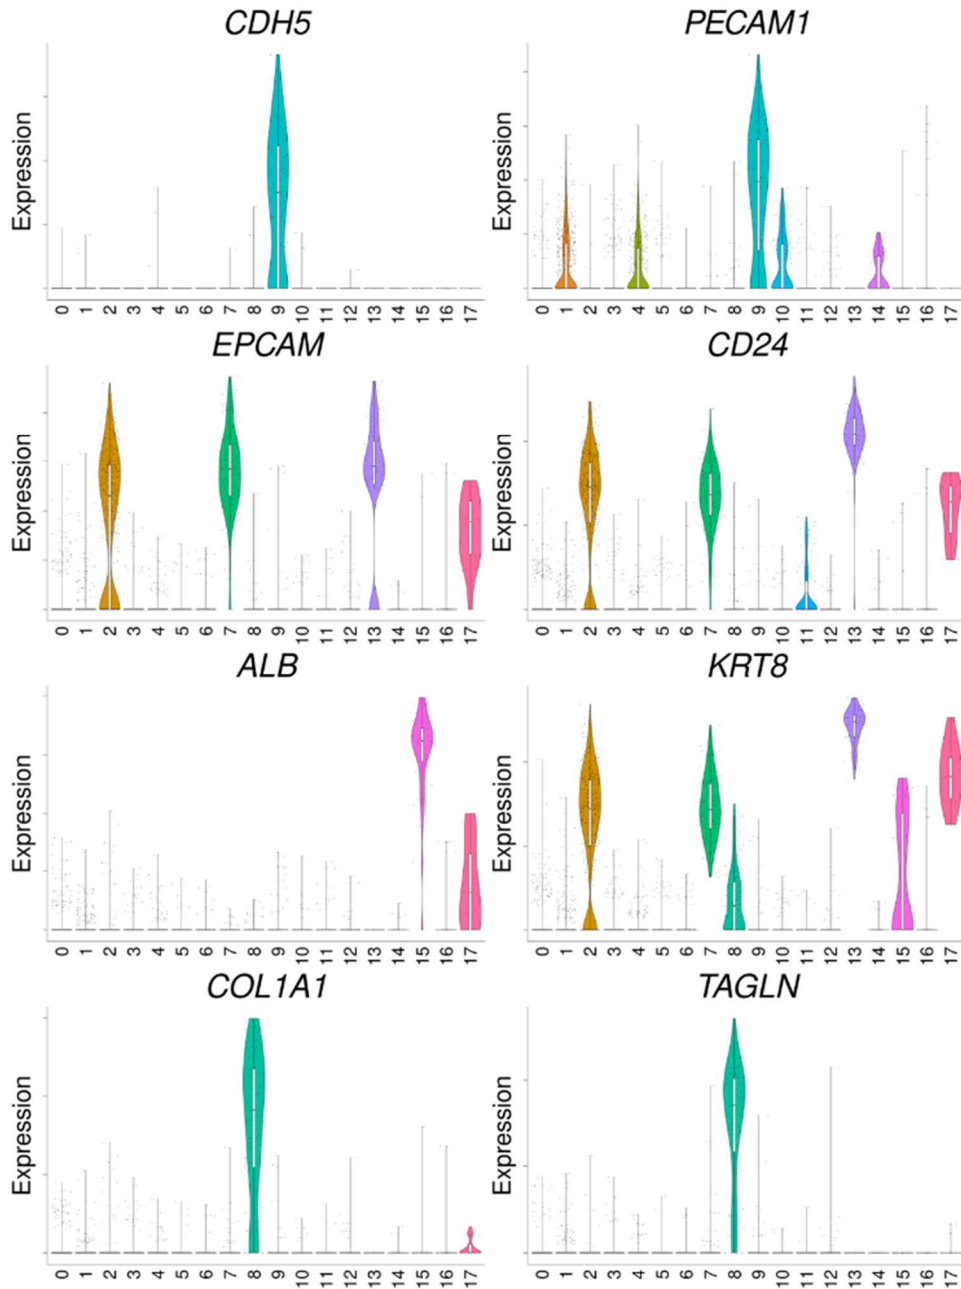 CDH5 PECAM1
Expression Expression
0 1 2 3 4 5 6 7 8 9 10 11 12 13 14 15 16 17 0 1 2 3 4 5 6 7 8 9 10 11 12 13 14 15 16 17
EPCAM CD24
Expression Expression
0 1 2 3 4 5 6 7 8 9 10 11 12 13 14 15 16 17 0 1 2 3 4 5 6 7 8 9 10 11 12 13 14 15 16 17
ALB KRT8
Expression Expression
0 1 2 3 4 5 6 7 8 9 10 11 12 13 14 15 16 17 0 1 2 3 4 5 6 7 8 9 10 11 12 13 14 15 16 17
COL1A1 TAGLN
Expression Expression
0 1 2 3 4 5 6 7 8 9 10 11 12 13 14 15 16 17 0 1 2 3 4 5 6 7 8 9 10 11 12 13 14 15 16 17